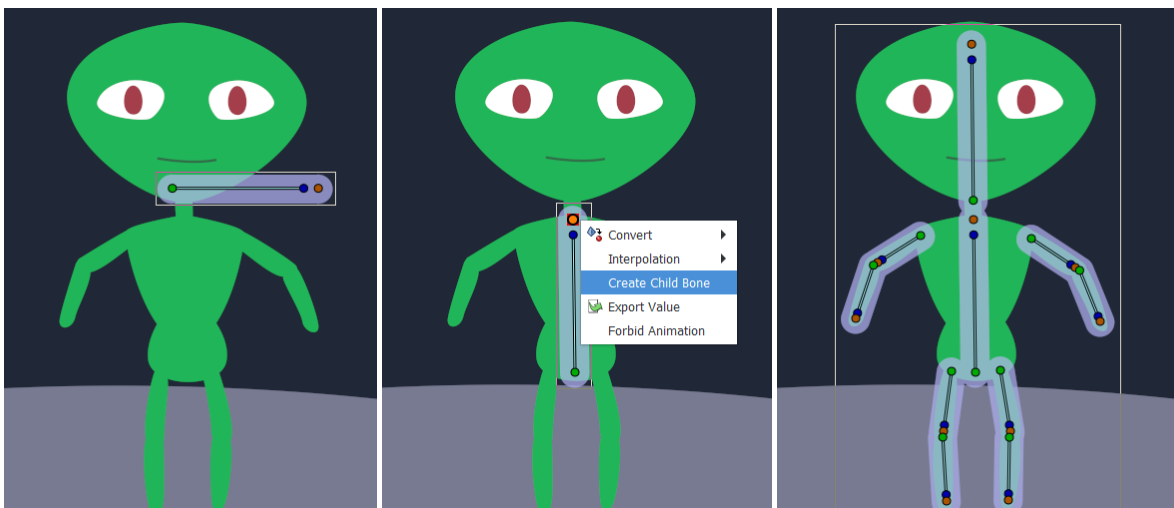 Convert
Interpolation
Create Child Bone
Export Value
Forbid Animation